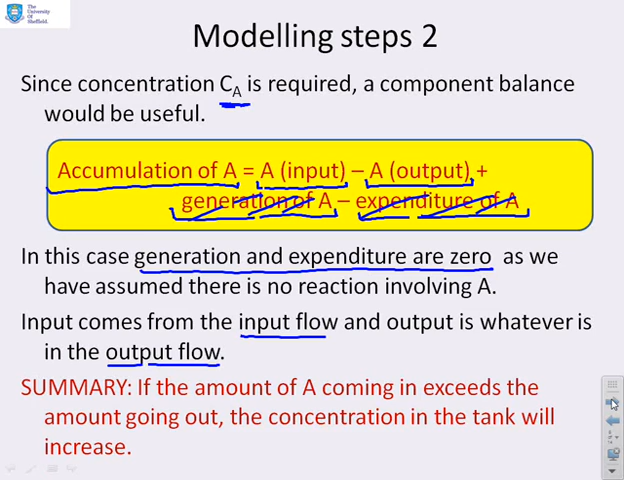 The
University
Of
Sheffield.
Modelling steps 2
Since concentration CA is required, a component balance
would be useful.
Accumulation of A = A (input) – A (output) +
generation of A – expenditure of A
In this case generation and expenditure are zero as we
have assumed there is no reaction involving A.
Input comes from the input flow and output is whatever is
in the output flow.
SUMMARY: If the amount of A coming in exceeds the
amount going out, the concentration in the tank will
increase.